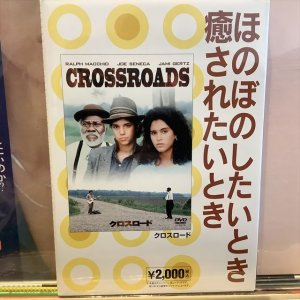 ほのぼのしたいとき
癒されたいとき
RALPH MACCHIO JOE SENECA JAMI GERTZ
CROSSROADS
クロスロード
DVD
クロスロード
¥2,000